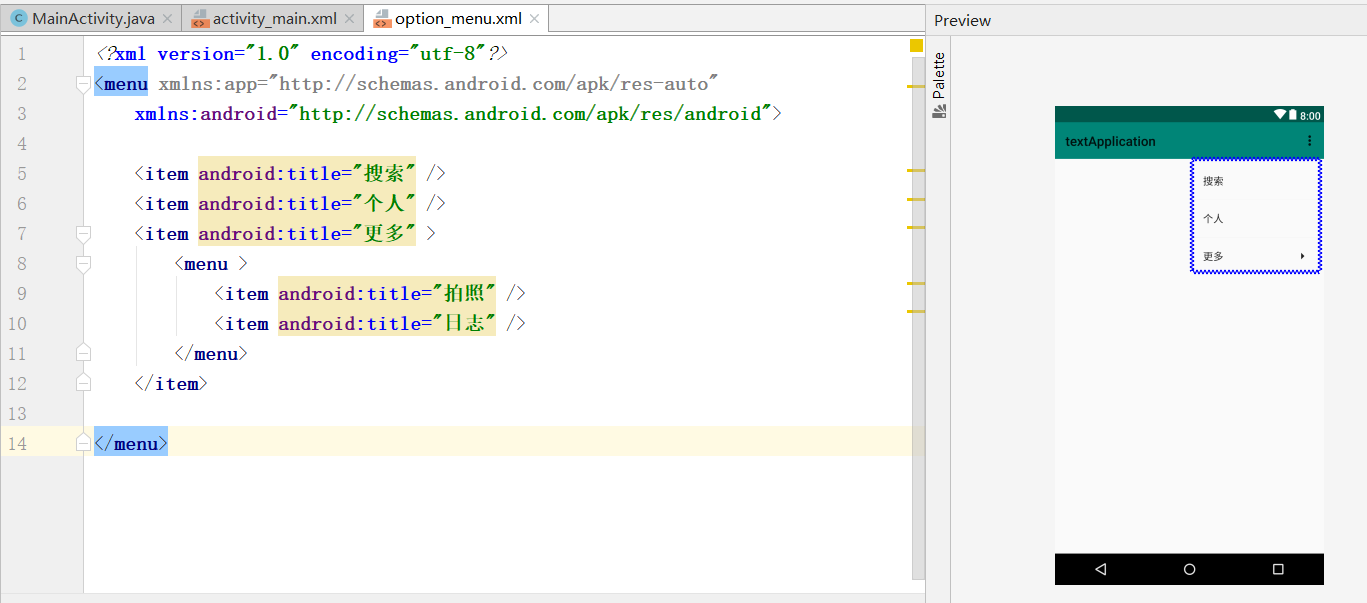 MainActivity.java
activity_main.xml
option_menu.xml
1 <?xml version="1.0" encoding="utf-8"?>
2 <menu xmlns:app="http://schemas.android.com/apk/res-auto"
3 xmlns:android="http://schemas.android.com/apk/res/android">
4
5 <item android:title="搜索" />
6 <item android:title="个人" />
7 <item android:title="更多" >
8 <menu >
9 <item android:title="拍照" />
10 <item android:title="日志" />
11 </menu>
12 </item>
13
14 </menu>
Preview
Palette
8:00
textApplication
搜索
个人
更多